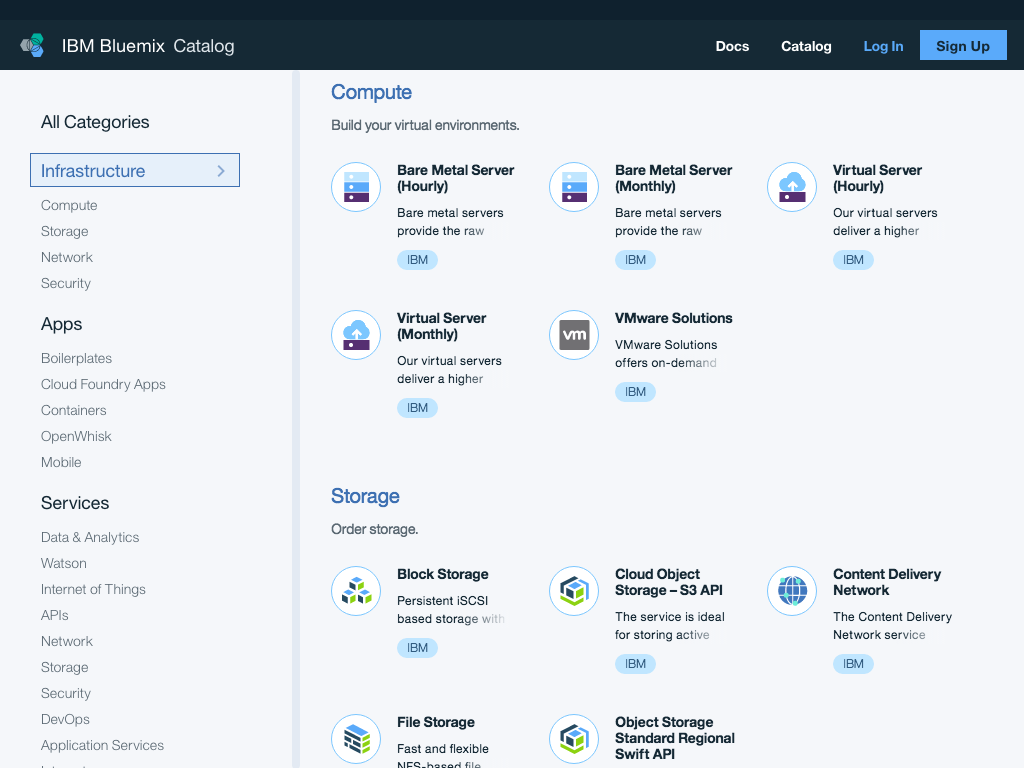 IBM Bluemix Catalog
Docs
Catalog
Log In
Sign Up
All Categories
Infrastructure
Compute
Storage
Network
Security
Apps
Boilerplates
Cloud Foundry Apps
Containers
OpenWhisk
Mobile
Services
Data & Analytics
Watson
Internet of Things
APIs
Network
Storage
Security
DevOps
Application Services
Compute
Build your virtual environments.
Bare Metal Server
(Hourly)
Bare metal servers
provide the raw
IBM
Bare Metal Server
(Monthly)
Bare metal servers
provide the raw
IBM
Virtual Server
(Hourly)
Our virtual servers
deliver a higher
IBM
Virtual Server
(Monthly)
Our virtual servers
deliver a higher
IBM
vm
VMware Solutions
VMware Solutions
offers on-demand
IBM
Storage
Order storage.
Block Storage
Persistent iSCSI
based storage with
IBM
Cloud Object
Storage – S3 API
The service is ideal
for storing active
IBM
Content Delivery
Network
The Content Delivery
Network service
IBM
File Storage
Fast and flexible
NFS-based file
Object Storage
Standard Regional
Swift API